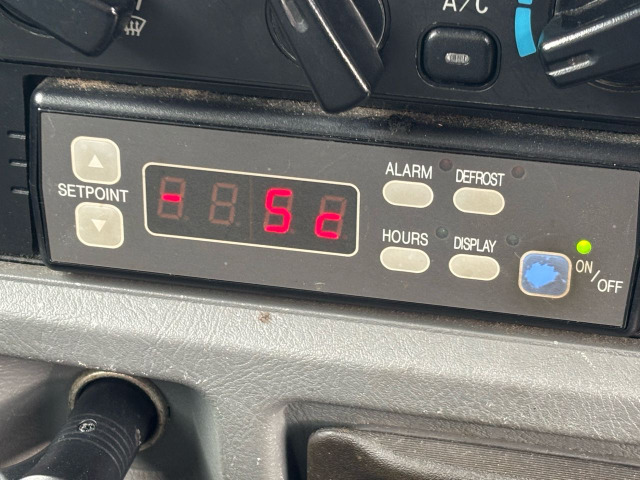 A/C
ALARM
DEFROST
SETPOINT
- 5c
HOURS
DISPLAY
ON/OFF